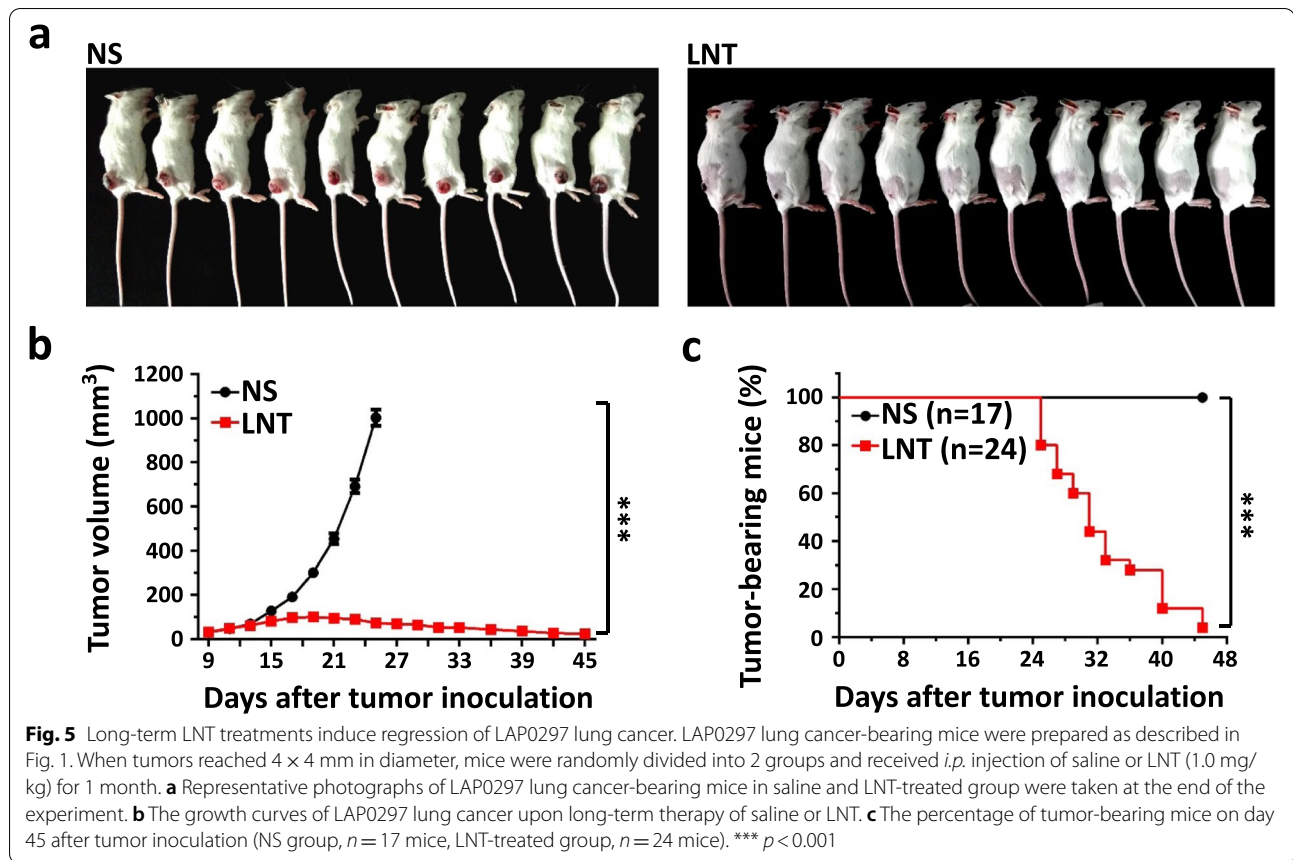 a
NS
LNT
b
Tumor volume (mm³)
1200
1000
800
600
400
200
0
NS
LNT
***
9 15 21 27 33 39 45
Days after tumor inoculation
c
Tumor-bearing mice (%)
100
80
60
40
20
0
NS (n=17)
LNT (n=24)
***
0 8 16 24 32 40 48
Days after tumor inoculation
Fig. 5 Long-term LNT treatments induce regression of LAP0297 lung cancer. LAP0297 lung cancer-bearing mice were prepared as described in
Fig. 1. When tumors reached 4 × 4 mm in diameter, mice were randomly divided into 2 groups and received i.p. injection of saline or LNT (1.0 mg/
kg) for 1 month. a Representative photographs of LAP0297 lung cancer-bearing mice in saline and LNT-treated group were taken at the end of the
experiment. b The growth curves of LAP0297 lung cancer upon long-term therapy of saline or LNT. c The percentage of tumor-bearing mice on day
45 after tumor inoculation (NS group, n = 17 mice, LNT-treated group, n = 24 mice). *** p < 0.001